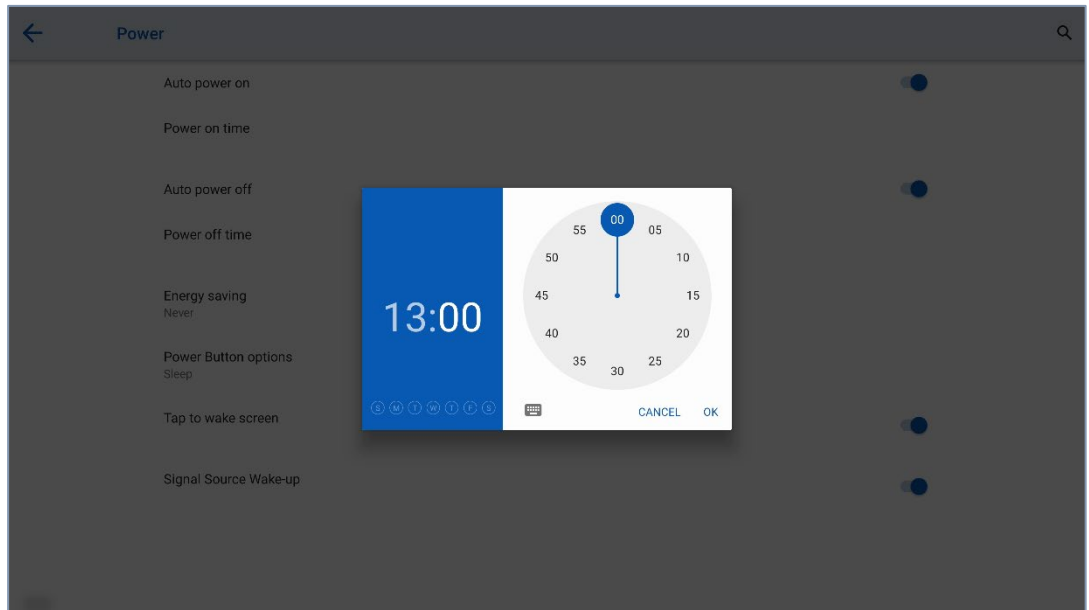 Power
Auto power on
Power on time
Auto power off
Power off time
Energy saving
Never
Power Button options
Sleep
Tap to wake screen
Signal Source Wake-up
13:00
S M T W T F S
00
05
10
15
20
25
30
35
40
45
50
55
CANCEL OK